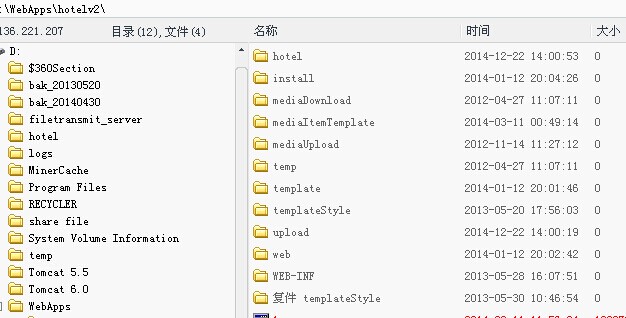 :\WebApps\hotelv2\
136.221.207 目录(12),文件(4)
名称 时间
D:
$360Section
bak_20130520
bak_20140430
filetransmit_server
hotel
logs
MinerCache
Program Files
RECYCLER
share file
System Volume Information
temp
Tomcat 5.5
Tomcat 6.0
WebApps
hotel 2014-12-22 14:00:53 0
install 2014-01-12 20:04:26 0
mediaDownload 2012-04-27 11:07:11 0
mediaItemTemplate 2014-03-11 00:49:14 0
mediaUpload 2012-11-14 11:27:12 0
temp 2012-04-27 11:07:11 0
template 2014-01-12 20:01:46 0
templateStyle 2013-05-20 17:56:03 0
upload 2014-12-22 14:00:19 0
web 2014-01-12 20:02:42 0
WEB-INF 2013-05-28 16:07:51 0
复件 templateStyle 2013-05-30 10:46:54 0